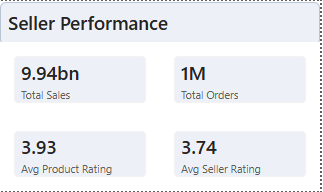 Seller Performance
9.94bn
Total Sales
1M
Total Orders
3.93
Avg Product Rating
3.74
Avg Seller Rating